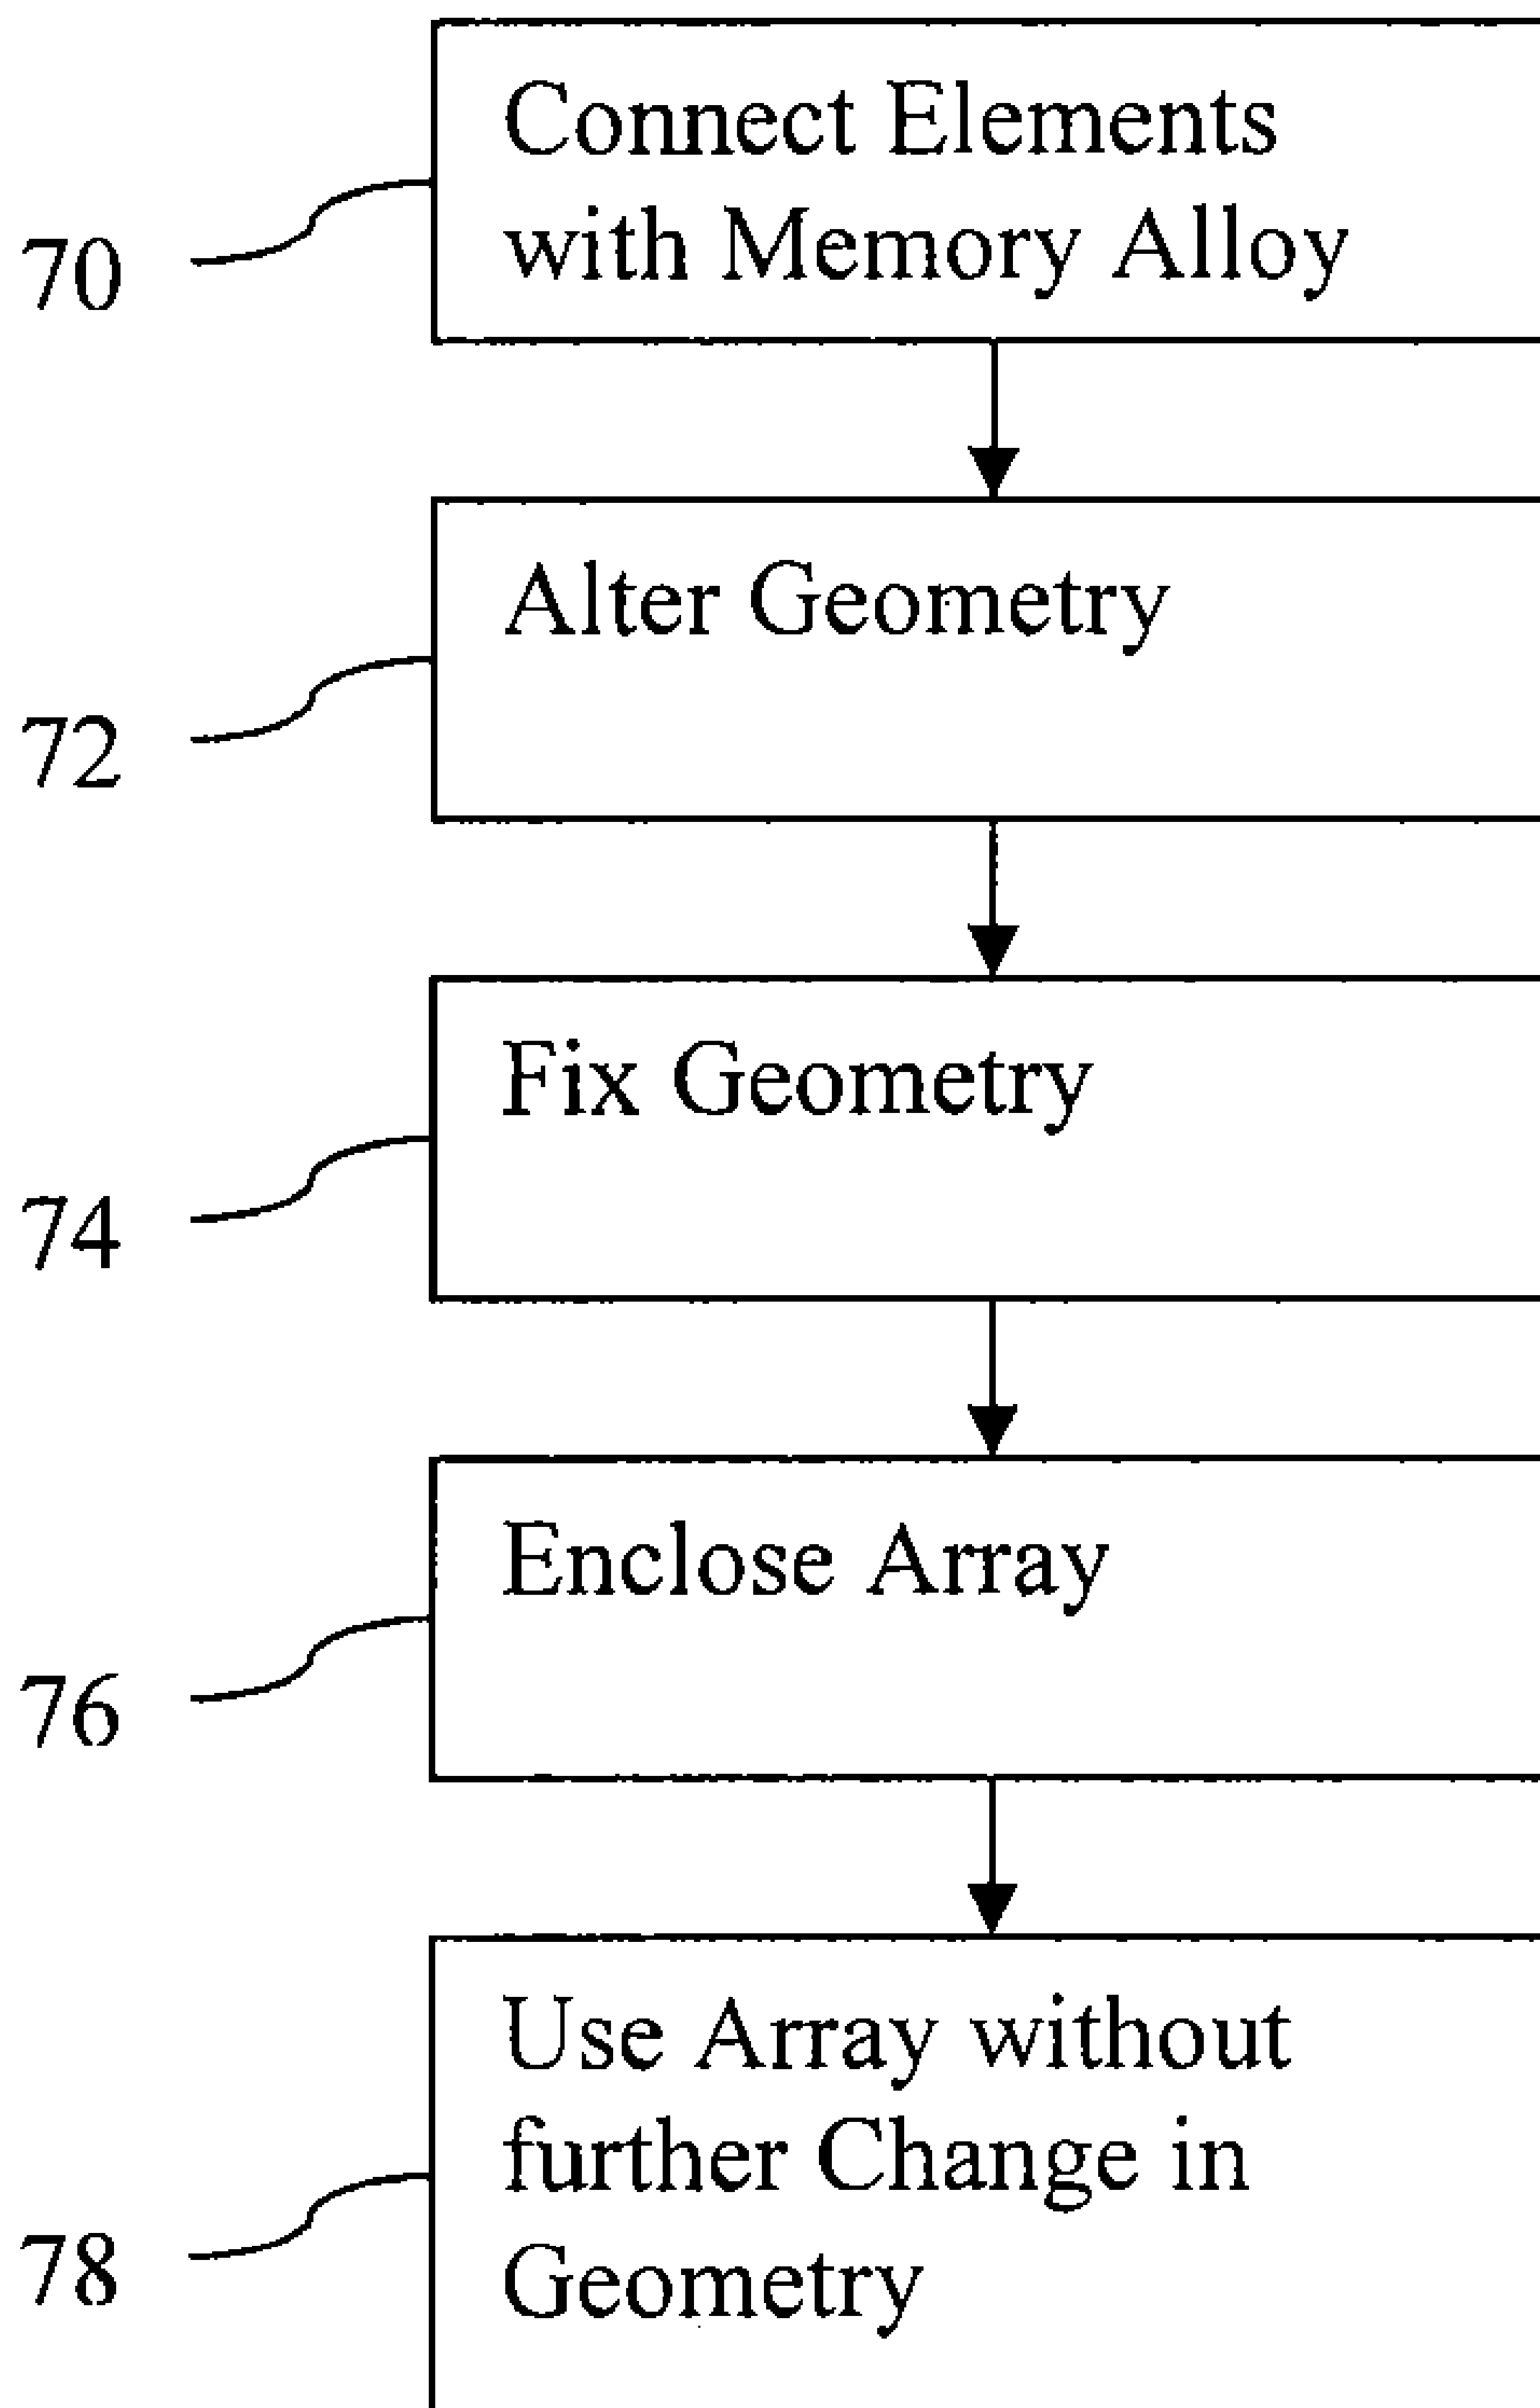 Connect Elements
with Memory Alloy
70
Alter Geometry
72
Fix Geometry
74
Enclose Array
76
Use Array without
further Change in
Geometry
78